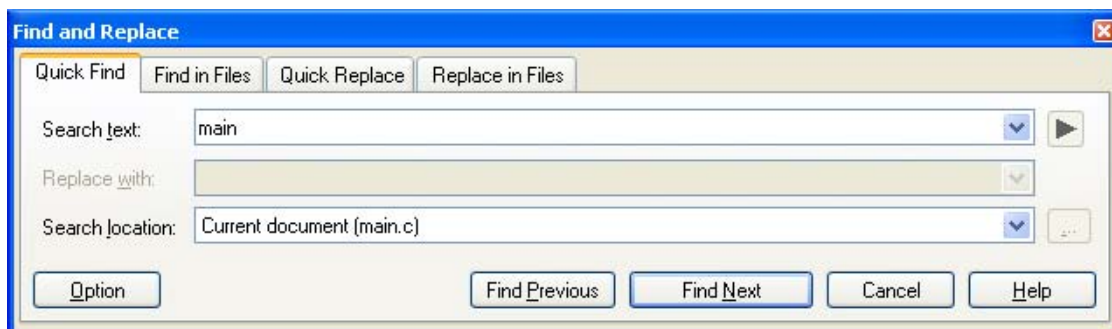 Find and Replace
Quick Find Find in Files Quick Replace Replace in Files
Search text: main
Replace with:
Search location: Current document (main.c)
...
Option Find Previous Find Next Cancel Help